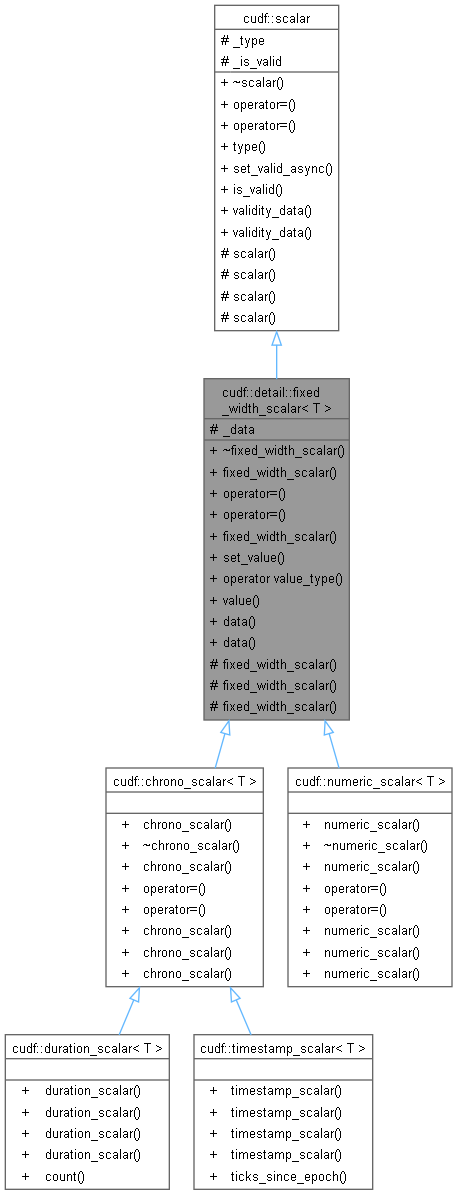 cudf::scalar
# _type
# _is_valid
+ ~scalar()
+ operator=()
+ operator=()
+ type()
+ set_valid_async()
+ is_valid()
+ validity_data()
+ validity_data()
# scalar()
# scalar()
# scalar()
# scalar()
cudf::detail::fixed
_width_scalar< T >
# _data
+ ~fixed_width_scalar()
+ fixed_width_scalar()
+ operator=()
+ operator=()
+ fixed_width_scalar()
+ set_value()
+ operator value_type()
+ value()
+ data()
+ data()
# fixed_width_scalar()
# fixed_width_scalar()
# fixed_width_scalar()
cudf::chrono_scalar< T >
+ chrono_scalar()
+ ~chrono_scalar()
+ chrono_scalar()
+ operator=()
+ operator=()
+ chrono_scalar()
+ chrono_scalar()
+ chrono_scalar()
cudf::numeric_scalar< T >
+ numeric_scalar()
+ ~numeric_scalar()
+ numeric_scalar()
+ operator=()
+ operator=()
+ numeric_scalar()
+ numeric_scalar()
+ numeric_scalar()
cudf::duration_scalar< T >
+ duration_scalar()
+ duration_scalar()
+ duration_scalar()
+ duration_scalar()
+ count()
cudf::timestamp_scalar< T >
+ timestamp_scalar()
+ timestamp_scalar()
+ timestamp_scalar()
+ timestamp_scalar()
+ ticks_since_epoch()